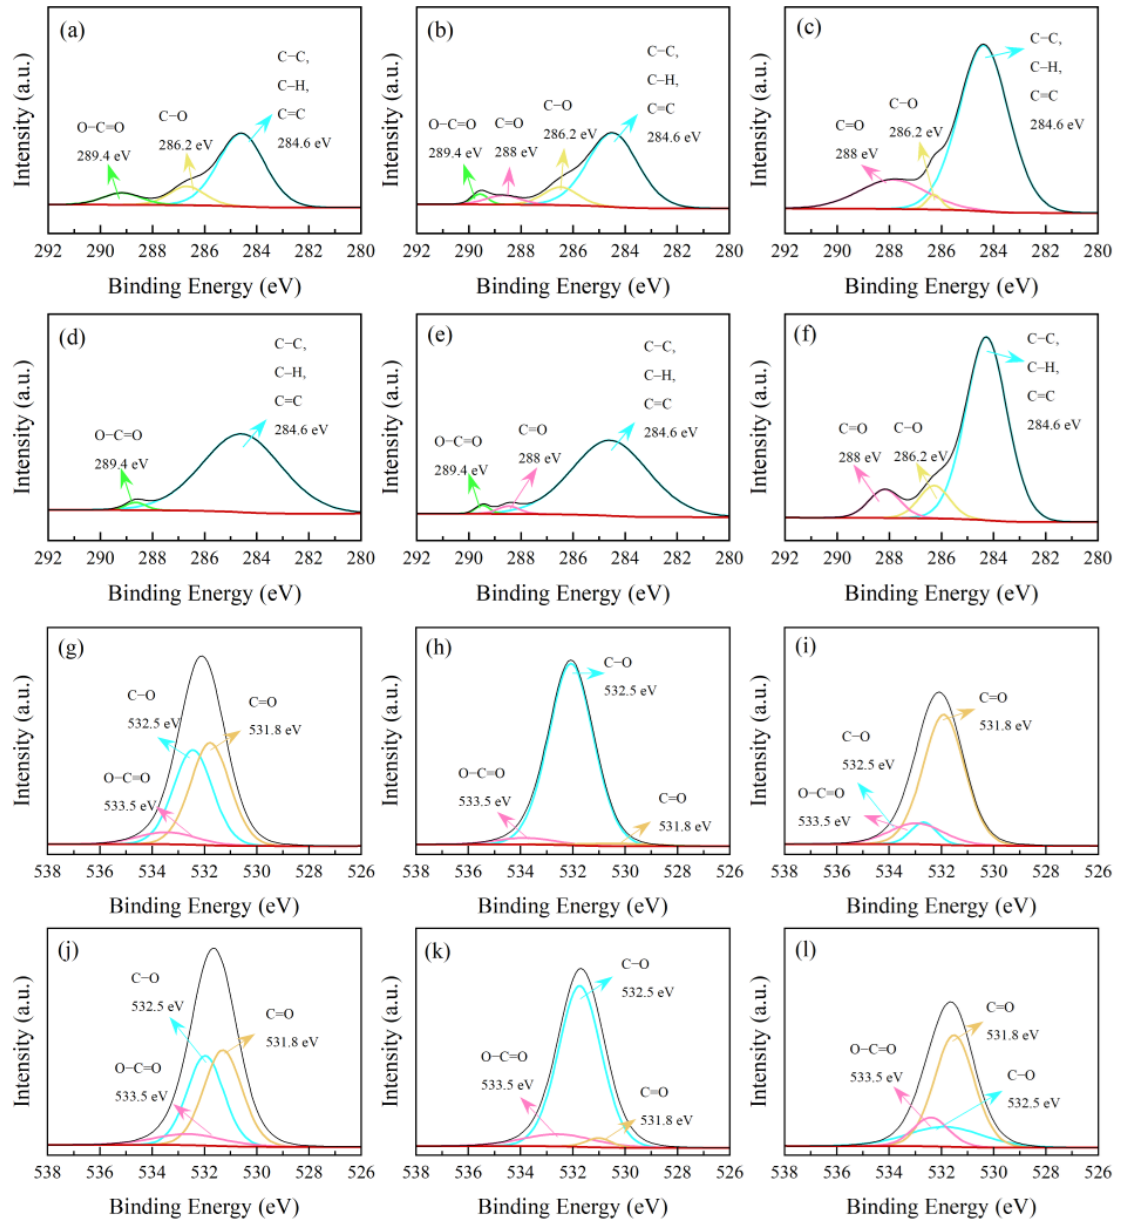 (a)
C−C,
C−H,
C=C
284.6 eV
C−O
286.2 eV
O−C=O
289.4 eV
Intensity (a.u.)
292 290 288 286 284 282 280
Binding Energy (eV)
(b)
C−C,
C−H,
C=C
284.6 eV
C−O
286.2 eV
C=O
288 eV
O−C=O
289.4 eV
Intensity (a.u.)
292 290 288 286 284 282 280
Binding Energy (eV)
(c)
C−C,
C−H,
C=C
284.6 eV
C−O
286.2 eV
C=O
288 eV
Intensity (a.u.)
292 290 288 286 284 282 280
Binding Energy (eV)
(d)
C−C,
C−H,
C=C
284.6 eV
O−C=O
289.4 eV
Intensity (a.u.)
292 290 288 286 284 282 280
Binding Energy (eV)
(e)
C−C,
C−H,
C=C
284.6 eV
C=O
288 eV
O−C=O
289.4 eV
Intensity (a.u.)
292 290 288 286 284 282 280
Binding Energy (eV)
(f)
C−C,
C−H,
C=C
284.6 eV
C=O
288 eV
C−O
286.2 eV
Intensity (a.u.)
292 290 288 286 284 282 280
Binding Energy (eV)
(g)
C−O
532.5 eV
C=O
531.8 eV
O−C=O
533.5 eV
Intensity (a.u.)
538 536 534 532 530 528 526
Binding Energy (eV)
(h)
C−O
532.5 eV
O−C=O
533.5 eV
C=O
531.8 eV
Intensity (a.u.)
538 536 534 532 530 528 526
Binding Energy (eV)
(i)
C=O
531.8 eV
C−O
532.5 eV
O−C=O
533.5 eV
Intensity (a.u.)
538 536 534 532 530 528 526
Binding Energy (eV)
(j)
C−O
532.5 eV
C=O
531.8 eV
O−C=O
533.5 eV
Intensity (a.u.)
538 536 534 532 530 528 526
Binding Energy (eV)
(k)
C−O
532.5 eV
O−C=O
533.5 eV
C=O
531.8 eV
Intensity (a.u.)
538 536 534 532 530 528 526
Binding Energy (eV)
(l)
C=O
531.8 eV
O−C=O
533.5 eV
C−O
532.5 eV
Intensity (a.u.)
538 536 534 532 530 528 526
Binding Energy (eV)